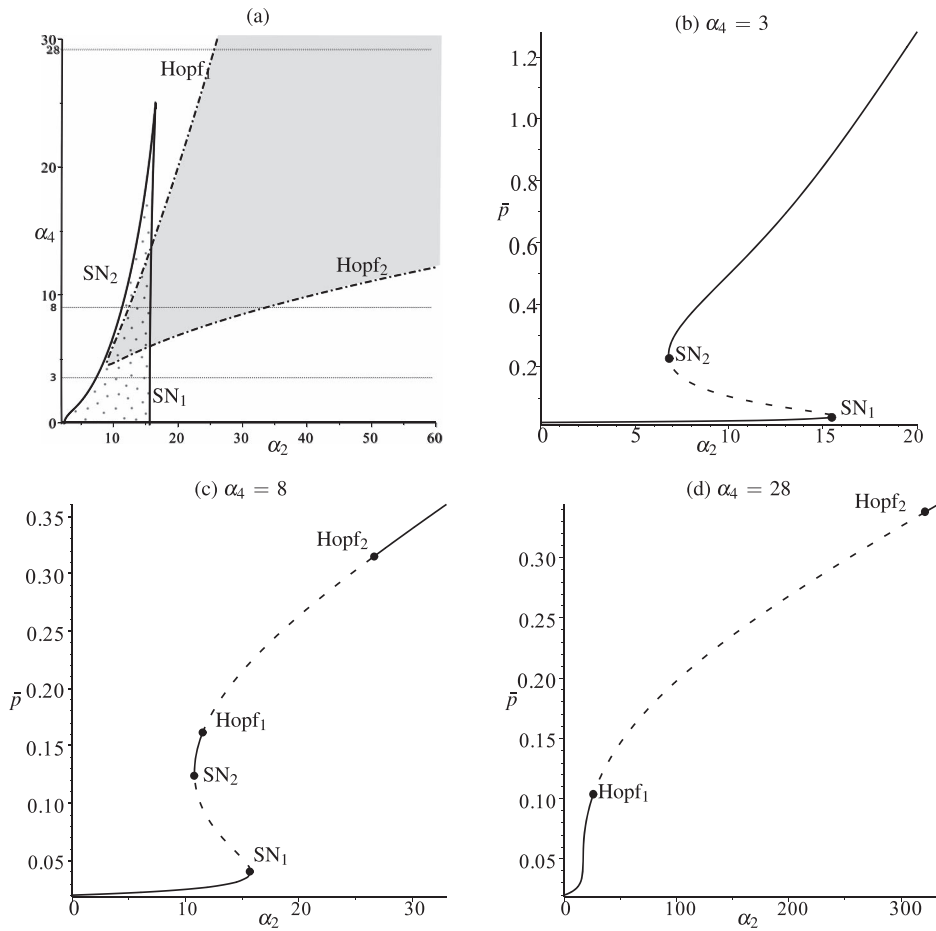 (a)
30
28
Hopf₁
20
α₄
SN₂
Hopf₂
10
8
3
SN₁
0
10 20 30 40 50 60
α₂
(b) α₄ = 3
1.2
1.0
0.8
p̄
0.6
0.4
SN₂
0.2
SN₁
0 5 10 15 20
α₂
(c) α₄ = 8
0.35
Hopf₂
0.30
0.25
0.20
p̄
Hopf₁
0.15
SN₂
0.10
SN₁
0.05
0 10 20 30
α₂
(d) α₄ = 28
Hopf₂
0.30
0.25
0.20
p̄
0.15
0.10
Hopf₁
0.05
0 100 200 300
α₂